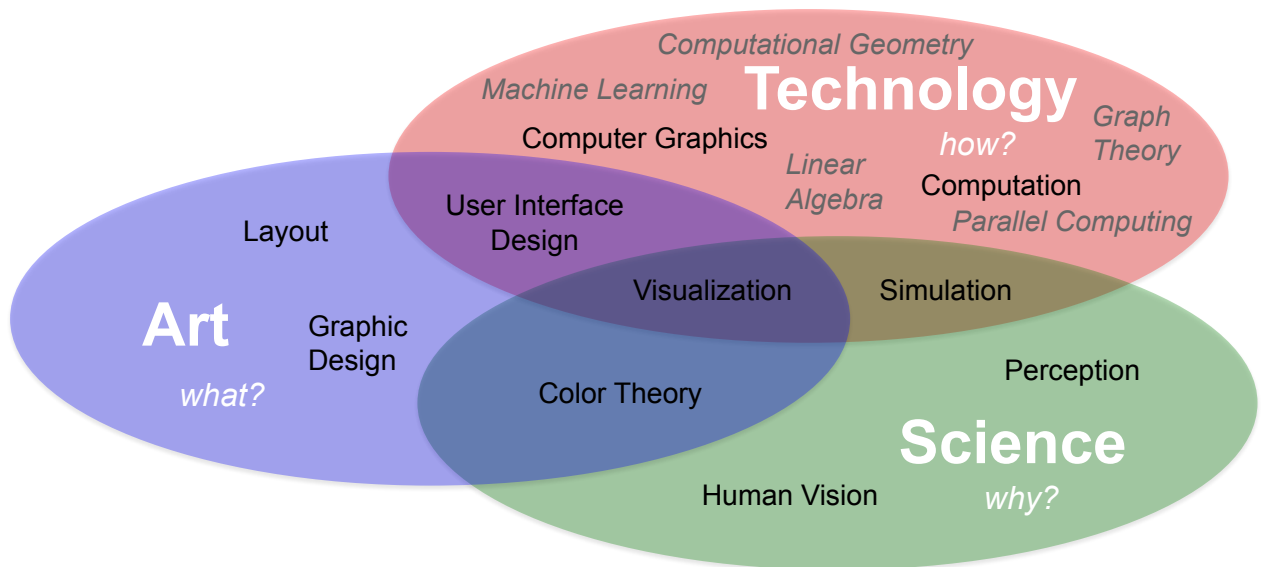 Computational Geometry
Machine Learning
Technology
Graph
Theory
how?
Computer Graphics
Linear
Algebra
Computation
Parallel Computing
User Interface
Design
Layout
Visualization
Simulation
Art
what?
Graphic
Design
Color Theory
Perception
Science
why?
Human Vision